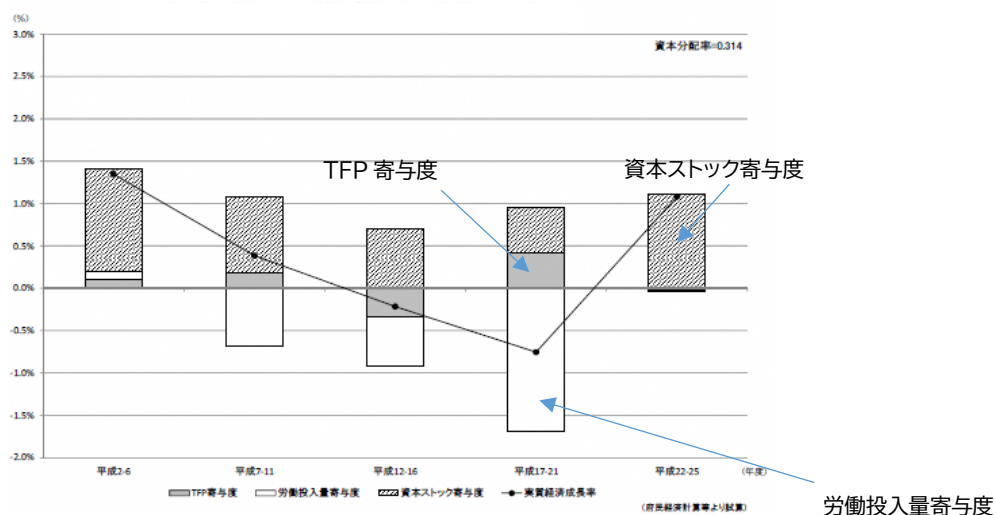 (%)
3.0%
資本分配率=0.314
2.5%
2.0%
1.5%
TFP 寄与度
資本ストック寄与度
1.0%
0.5%
0.0%
-0.5%
-1.0%
-1.5%
-2.0%
平成2-6 平成7-11 平成12-16 平成17-21 平成22-25 (年度)
TFP寄与度 労働投入量寄与度 資本ストック寄与度 実質経済成長率
(府民経済計算等より試算)
労働投入量寄与度